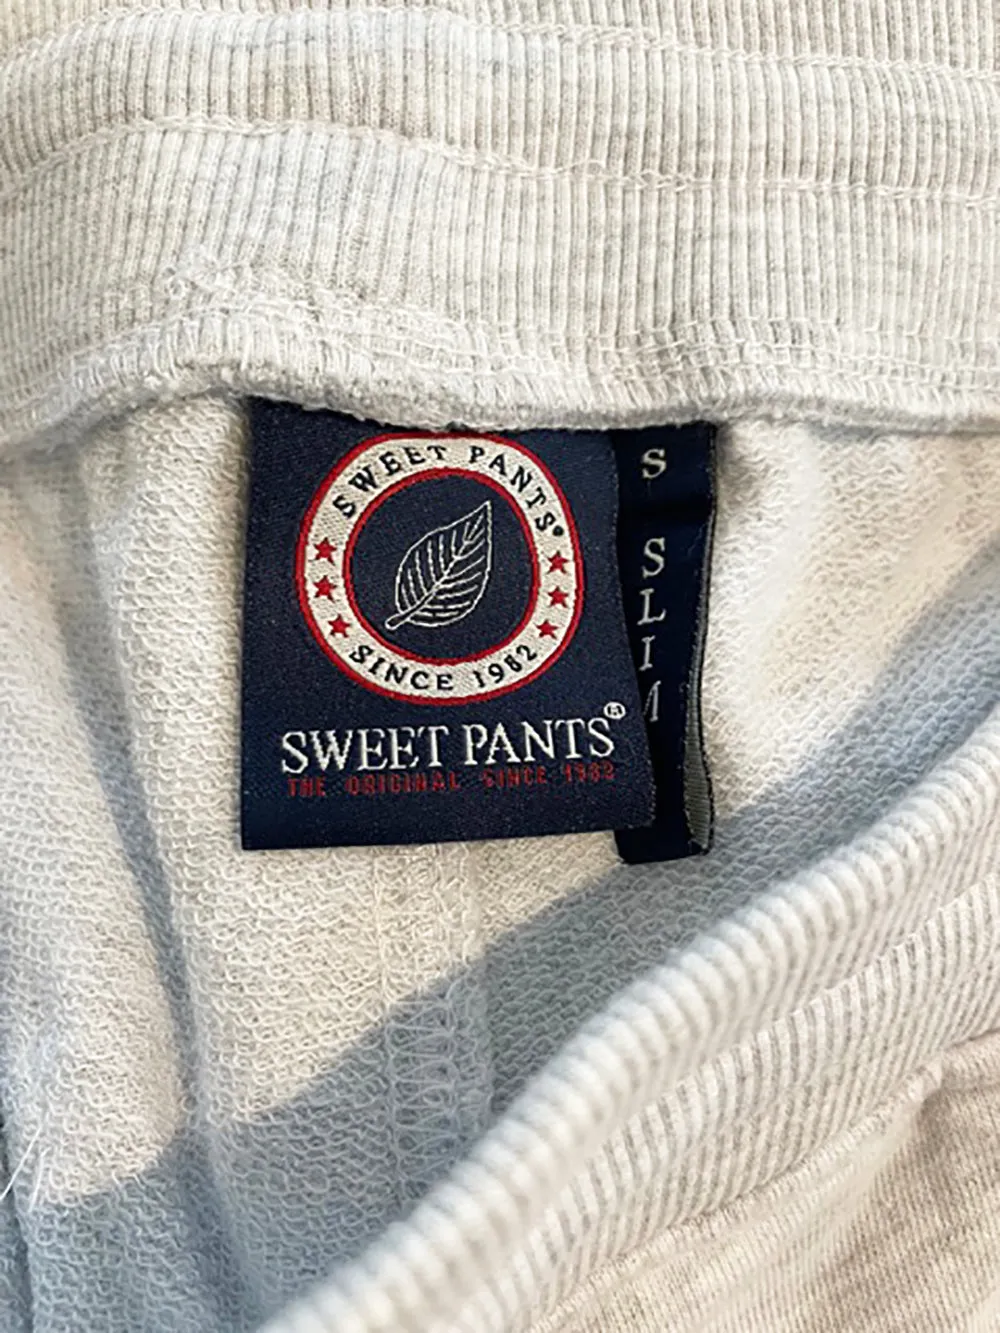 SWEET PANTS®
SINCE 1982
SWEET PANTS®
THE ORIGINAL SINCE 1982
S
SLIM